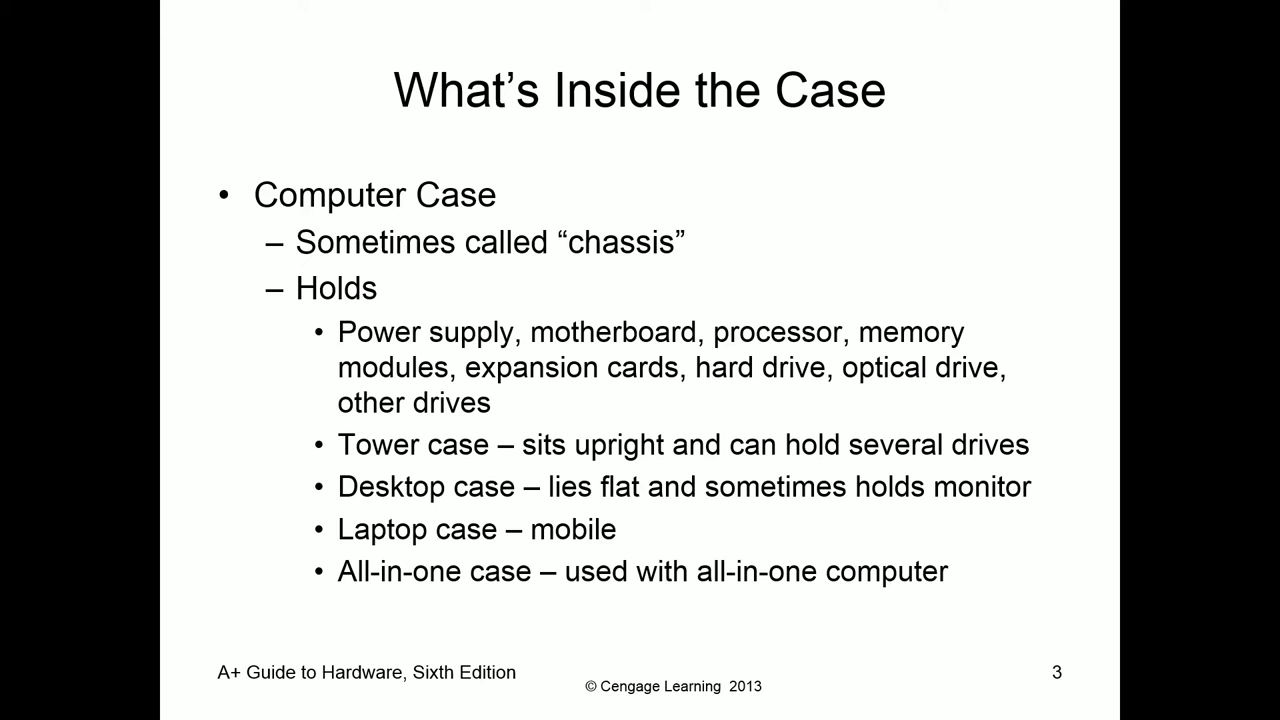 What’s Inside the Case
• Computer Case
– Sometimes called “chassis”
– Holds
• Power supply, motherboard, processor, memory
modules, expansion cards, hard drive, optical drive,
other drives
• Tower case – sits upright and can hold several drives
• Desktop case – lies flat and sometimes holds monitor
• Laptop case – mobile
• All-in-one case – used with all-in-one computer
A+ Guide to Hardware, Sixth Edition
© Cengage Learning 2013
3